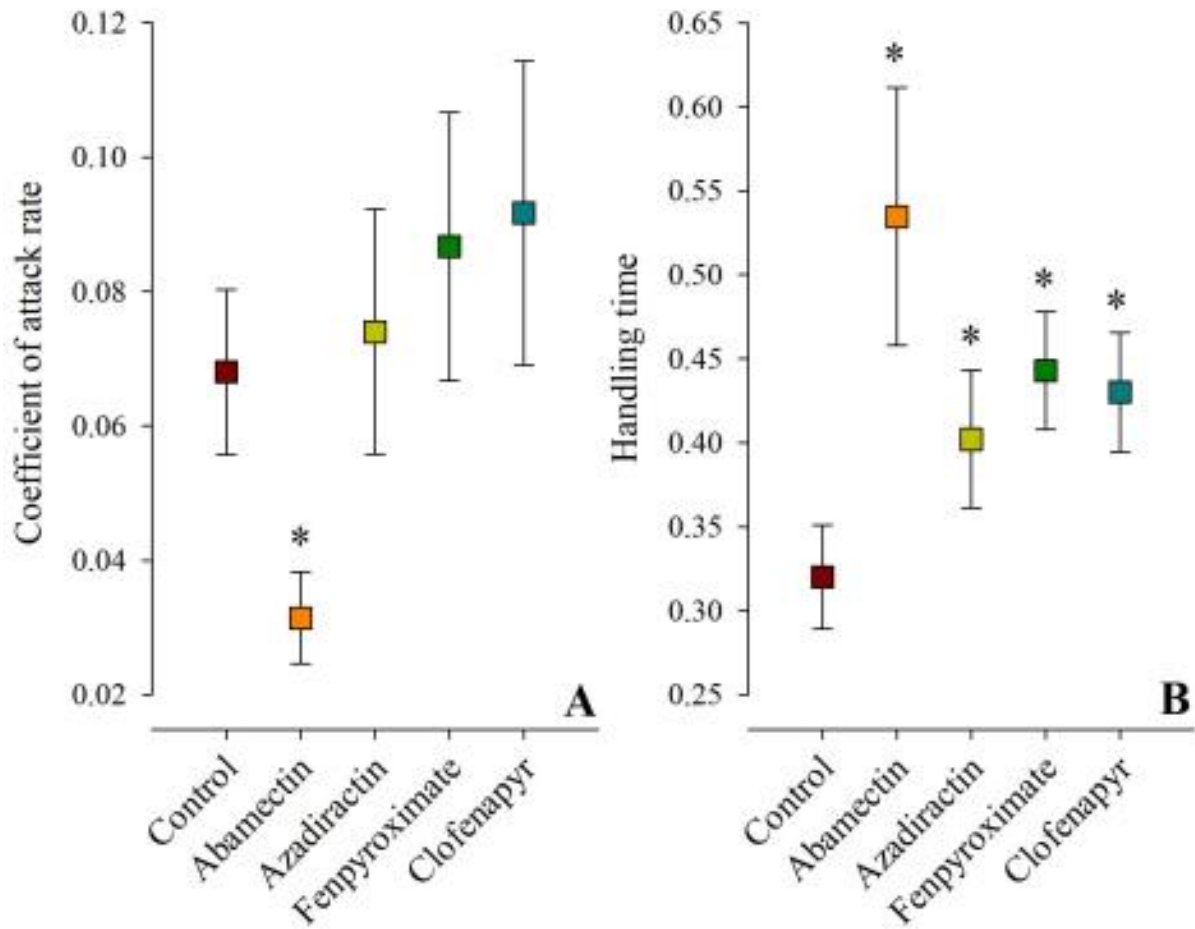 Coefficient of attack rate
0.12
0.10
0.08
0.06
0.04
0.02
*
A
Control
Abamectin
Azadiractin
Fenpyroximate
Clofenapyr
Handling time
0.65
0.60
0.55
0.50
0.45
0.40
0.35
0.30
0.25
*
*
*
*
B
Control
Abamectin
Azadiractin
Fenpyroximate
Clofenapyr